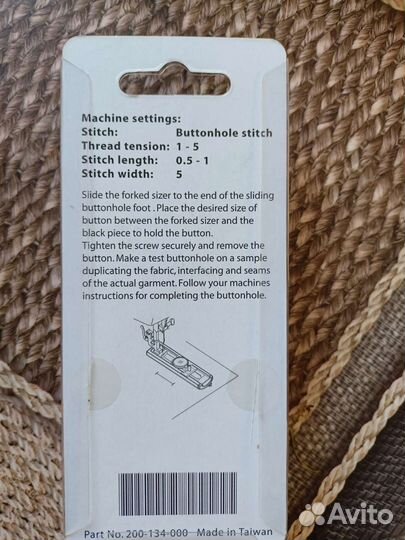 Machine settings:
Stitch: Buttonhole stitch
Thread tension: 1 - 5
Stitch length: 0.5 - 1
Stitch width: 5
Siide the forked sizer to the end of the sliding
buttonhole foot . Place the desired size of
button between the forked sizer and the
black piece to hold the button.
Tighten the screw securely and remove the
button. Make a test buttonhole on a sample
duplicating the fabric, interfacing and seams
of the actual garment. Follow your machines
instructions for completing the buttonhole.
Part No. 200-134-000 Made in Taiwan
Avito